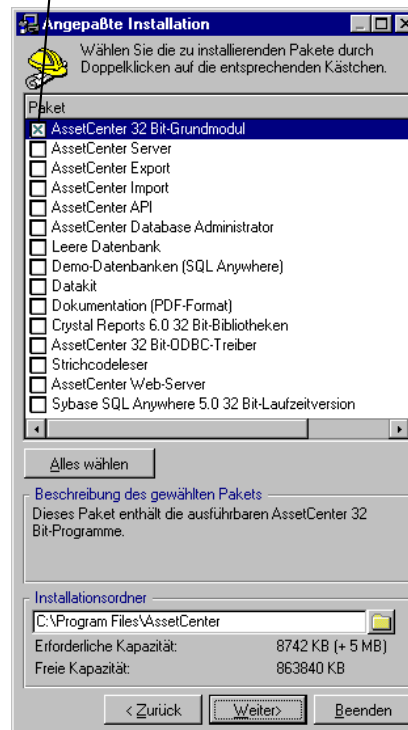 Angepaßte Installation
Wählen Sie die zu installierenden Pakete durch
Doppelklicken auf die entsprechenden Kästchen.
Paket
AssetCenter 32 Bit-Grundmodul
AssetCenter Server
AssetCenter Export
AssetCenter Import
AssetCenter API
AssetCenter Database Administrator
Leere Datenbank
Demo-Datenbanken (SQL Anywhere)
Datakit
Dokumentation (PDF-Format)
Crystal Reports 6.0 32 Bit-Bibliotheken
AssetCenter 32 Bit-ODBC-Treiber
Strichcodeleser
AssetCenter Web-Server
Sybase SQL Anywhere 5.0 32 Bit-Laufzeitversion
Alles wählen
Beschreibung des gewählten Pakets
Dieses Paket enthält die ausführbaren AssetCenter 32
Bit-Programme.
Installationsordner
C:\Program Files\AssetCenter
Erforderliche Kapazität: 8742 KB (+ 5 MB)
Freie Kapazität: 863840 KB
< Zurück Weiter> Beenden